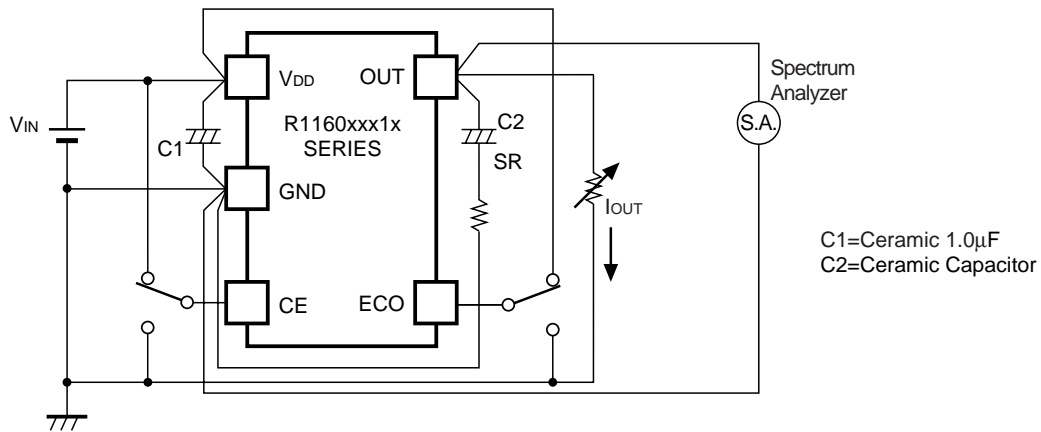 VDD
OUT
Spectrum
Analyzer
VIN
C1
R1160xxx1x
SERIES
C2
SR
S.A.
GND
IOUT
C1=Ceramic 1.0μF
C2=Ceramic Capacitor
CE
ECO